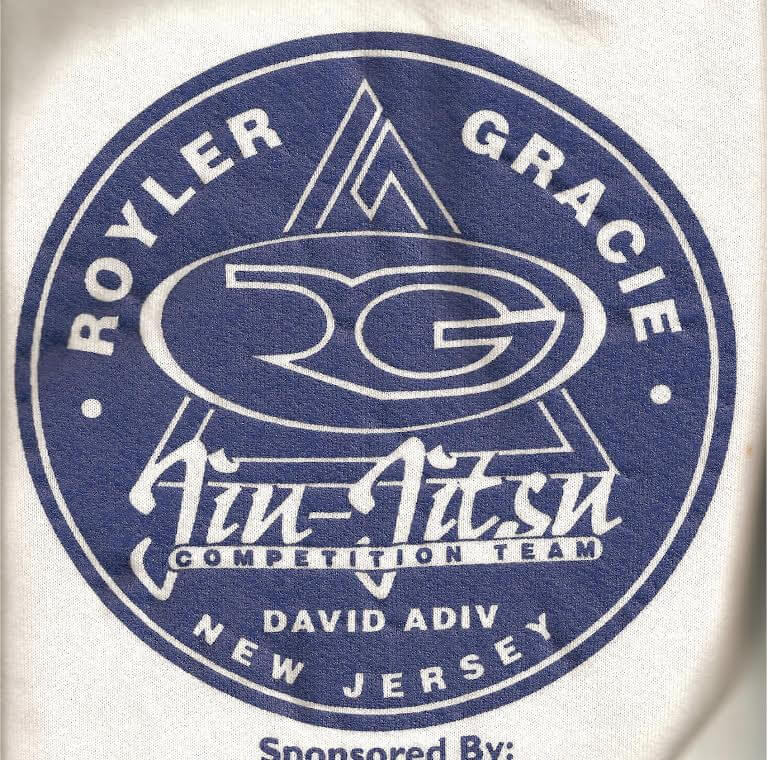 ROYLER GRACIE
RG
Jiu-Jitsu
COMPETITION TEAM
DAVID ADIV
NEW JERSEY
Sponsored By: